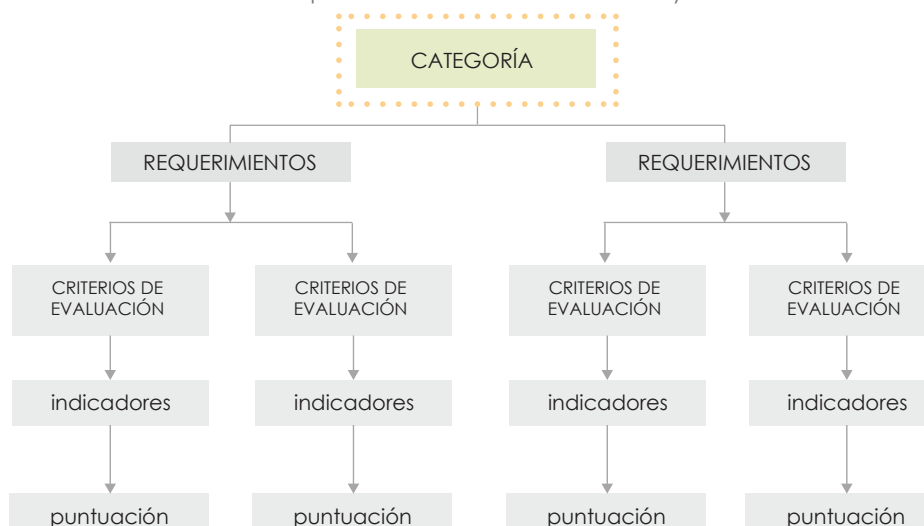 CATEGORÍA
REQUERIMIENTOS
REQUERIMIENTOS
CRITERIOS DE
EVALUACIÓN
CRITERIOS DE
EVALUACIÓN
CRITERIOS DE
EVALUACIÓN
CRITERIOS DE
EVALUACIÓN
indicadores
indicadores
indicadores
indicadores
puntuación
puntuación
puntuación
puntuación